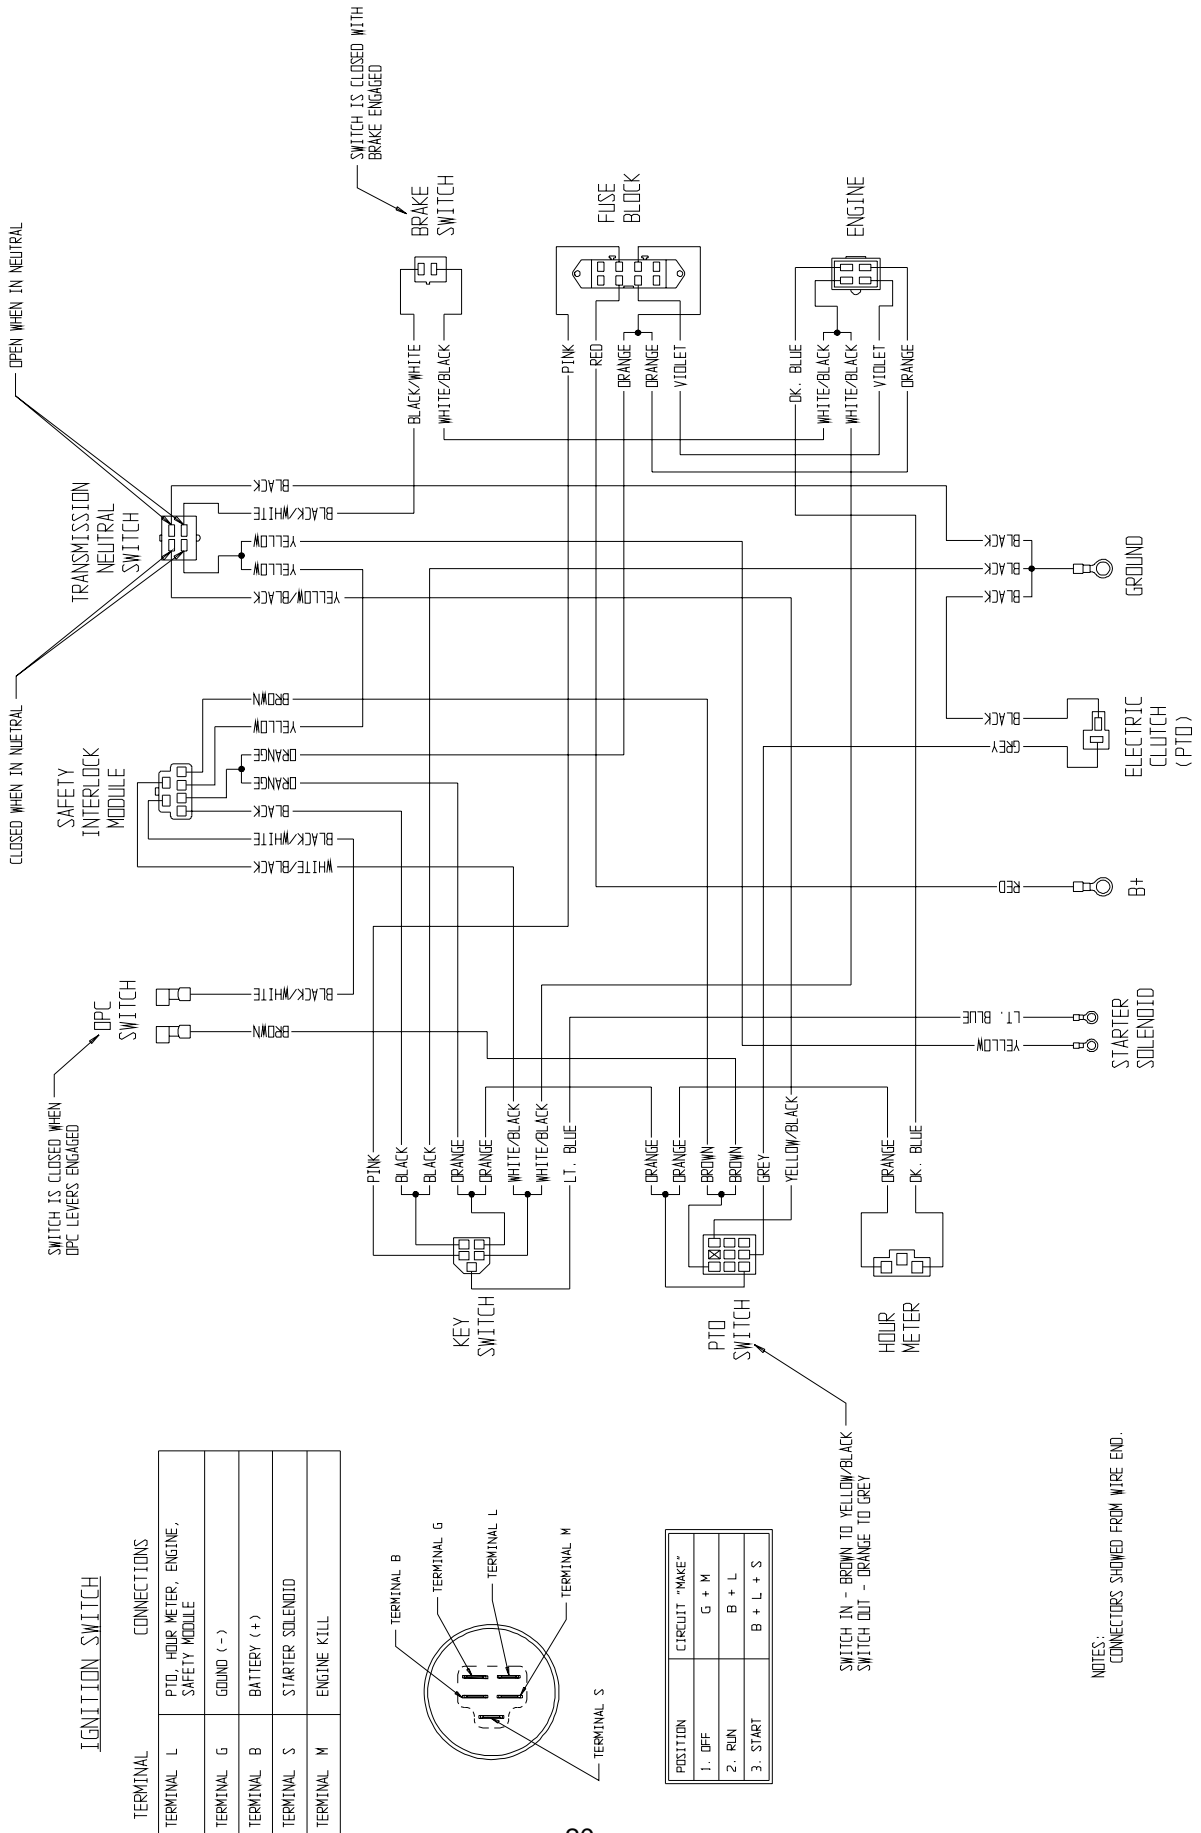 IGNITION SWITCH
TERMINAL CONNECTIONS
TERMINAL L PTO, HOUR METER, ENGINE,
SAFETY MODULE
TERMINAL G GOUND (-)
TERMINAL B BATTERY (+)
TERMINAL S STARTER SOLENOID
TERMINAL M ENGINE KILL
TERMINAL B
TERMINAL G
TERMINAL L
TERMINAL M
TERMINAL S
POSITION CIRCUIT "MAKE"
1. OFF G + M
2. RUN B + L
3. START B + L + S
SWITCH IN - BROWN TO YELLOW/BLACK
SWITCH OUT - ORANGE TO GREY
NOTES:
CONNECTORS SHOWED FROM WIRE END.
SWITCH IS CLOSED WHEN
OPC LEVERS ENGAGED
OPC
SWITCH
BROWN
BLACK/WHITE
CLOSED WHEN IN NUETRAL
SAFETY
INTERLOCK
MODULE
WHITE/BLACK
BLACK/WHITE
BLACK
ORANGE
ORANGE
YELLOW
BROWN
OPEN WHEN IN NEUTRAL
TRANSMISSION
NEUTRAL
SWITCH
YELLOW/BLACK
YELLOW
YELLOW
BLACK/WHITE
BLACK
SWITCH IS CLOSED WITH
BRAKE ENGAGED
BRAKE
SWITCH
BLACK/WHITE
WHITE/BLACK
FUSE
BLOCK
PINK
RED
ORANGE
ORANGE
VIOLET
ENGINE
DK. BLUE
WHITE/BLACK
WHITE/BLACK
VIOLET
ORANGE
KEY
SWITCH
PINK
BLACK
BLACK
ORANGE
ORANGE
WHITE/BLACK
WHITE/BLACK
LT. BLUE
PTO
SWITCH
ORANGE
ORANGE
BROWN
BROWN
GREY
YELLOW/BLACK
HOUR
METER
ORANGE
DK. BLUE
YELLOW
LT. BLUE
STARTER
SOLENOID
RED
B+
GREY
BLACK
ELECTRIC
CLUTCH
(PTO)
BLACK
BLACK
BLACK
GROUND